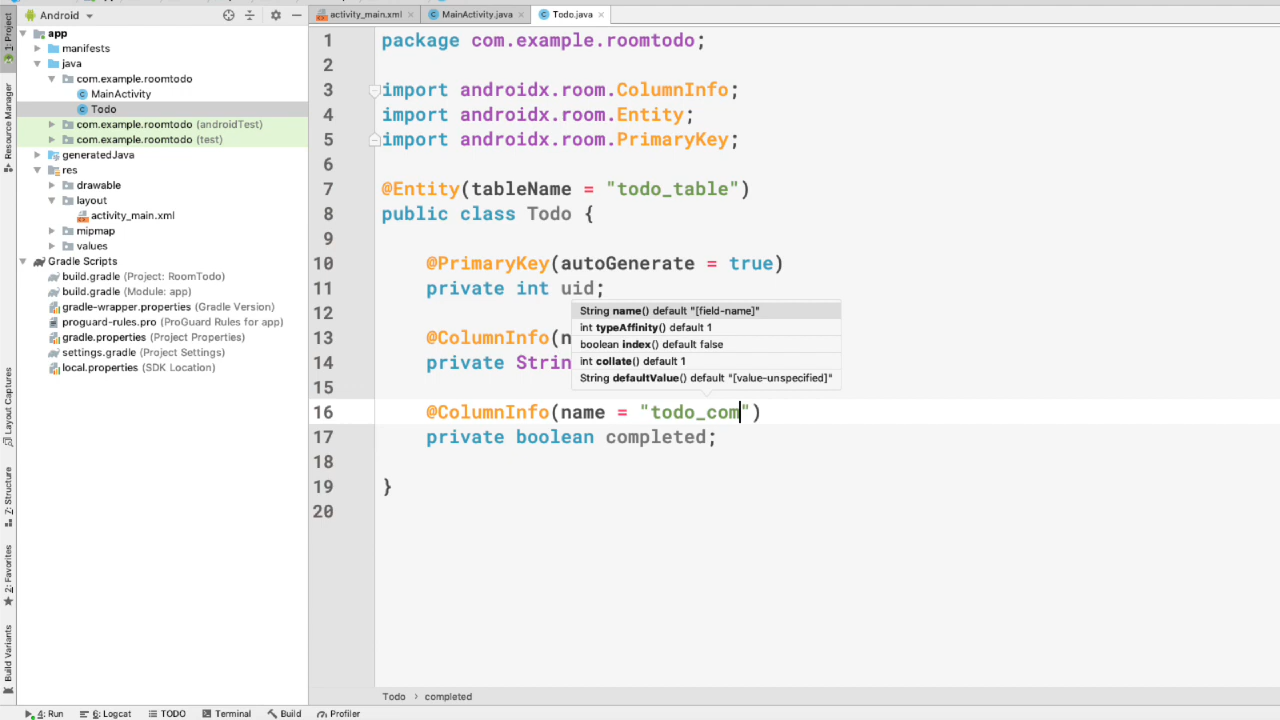 Android
activity_main.xml
MainActivity.java
Todo.java
1: Project
Resource Manager
Layout Captures
Z: Structure
2: Favorites
Build Variants
app
manifests
java
com.example.roomtodo
MainActivity
Todo
com.example.roomtodo (androidTest)
com.example.roomtodo (test)
generatedJava
res
drawable
layout
activity_main.xml
mipmap
values
Gradle Scripts
build.gradle (Project: RoomTodo)
build.gradle (Module: app)
gradle-wrapper.properties (Gradle Version)
proguard-rules.pro (ProGuard Rules for app)
gradle.properties (Project Properties)
settings.gradle (Project Settings)
local.properties (SDK Location)
1 package com.example.roomtodo;
2
3 import androidx.room.ColumnInfo;
4 import androidx.room.Entity;
5 import androidx.room.PrimaryKey;
6
7 @Entity(tableName = "todo_table")
8 public class Todo {
9
10 @PrimaryKey(autoGenerate = true)
11 private int uid;
12
13 @ColumnInfo(n
14 private Strin
15
16 @ColumnInfo(name = "todo_com")
17 private boolean completed;
18
19 }
20
String name() default "[field-name]"
int typeAffinity() default 1
boolean index() default false
int collate() default 1
String defaultValue() default "[value-unspecified]"
Todo › completed
4: Run
6: Logcat
TODO
Terminal
Build
Profiler